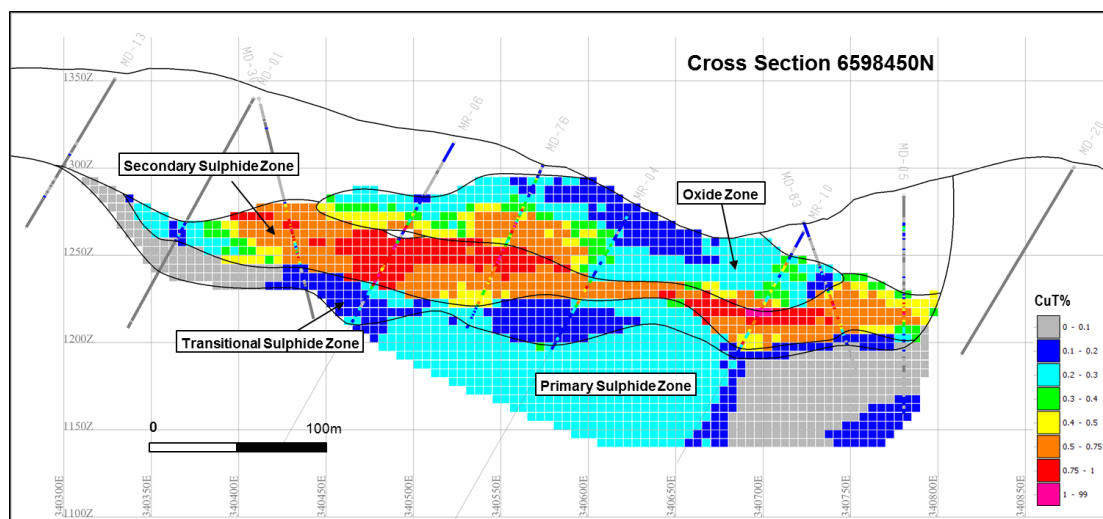 Cross Section 6598450N
MD-13
MD-3
MD-01
MR-06
MD-76
MR-04
MD-83
MR-10
MD-05
MD-20
1350Z
1300Z
1250Z
1200Z
1150Z
1100Z
Secondary Sulphide Zone
Oxide Zone
Transitional Sulphide Zone
Primary Sulphide Zone
0 100m
CuT%
0 - 0.1
0.1 - 0.2
0.2 - 0.3
0.3 - 0.4
0.4 - 0.5
0.5 - 0.75
0.75 - 1
1 - 99
340300E
340350E
340400E
340450E
340500E
340550E
340600E
340650E
340700E
340750E
340800E
340850E